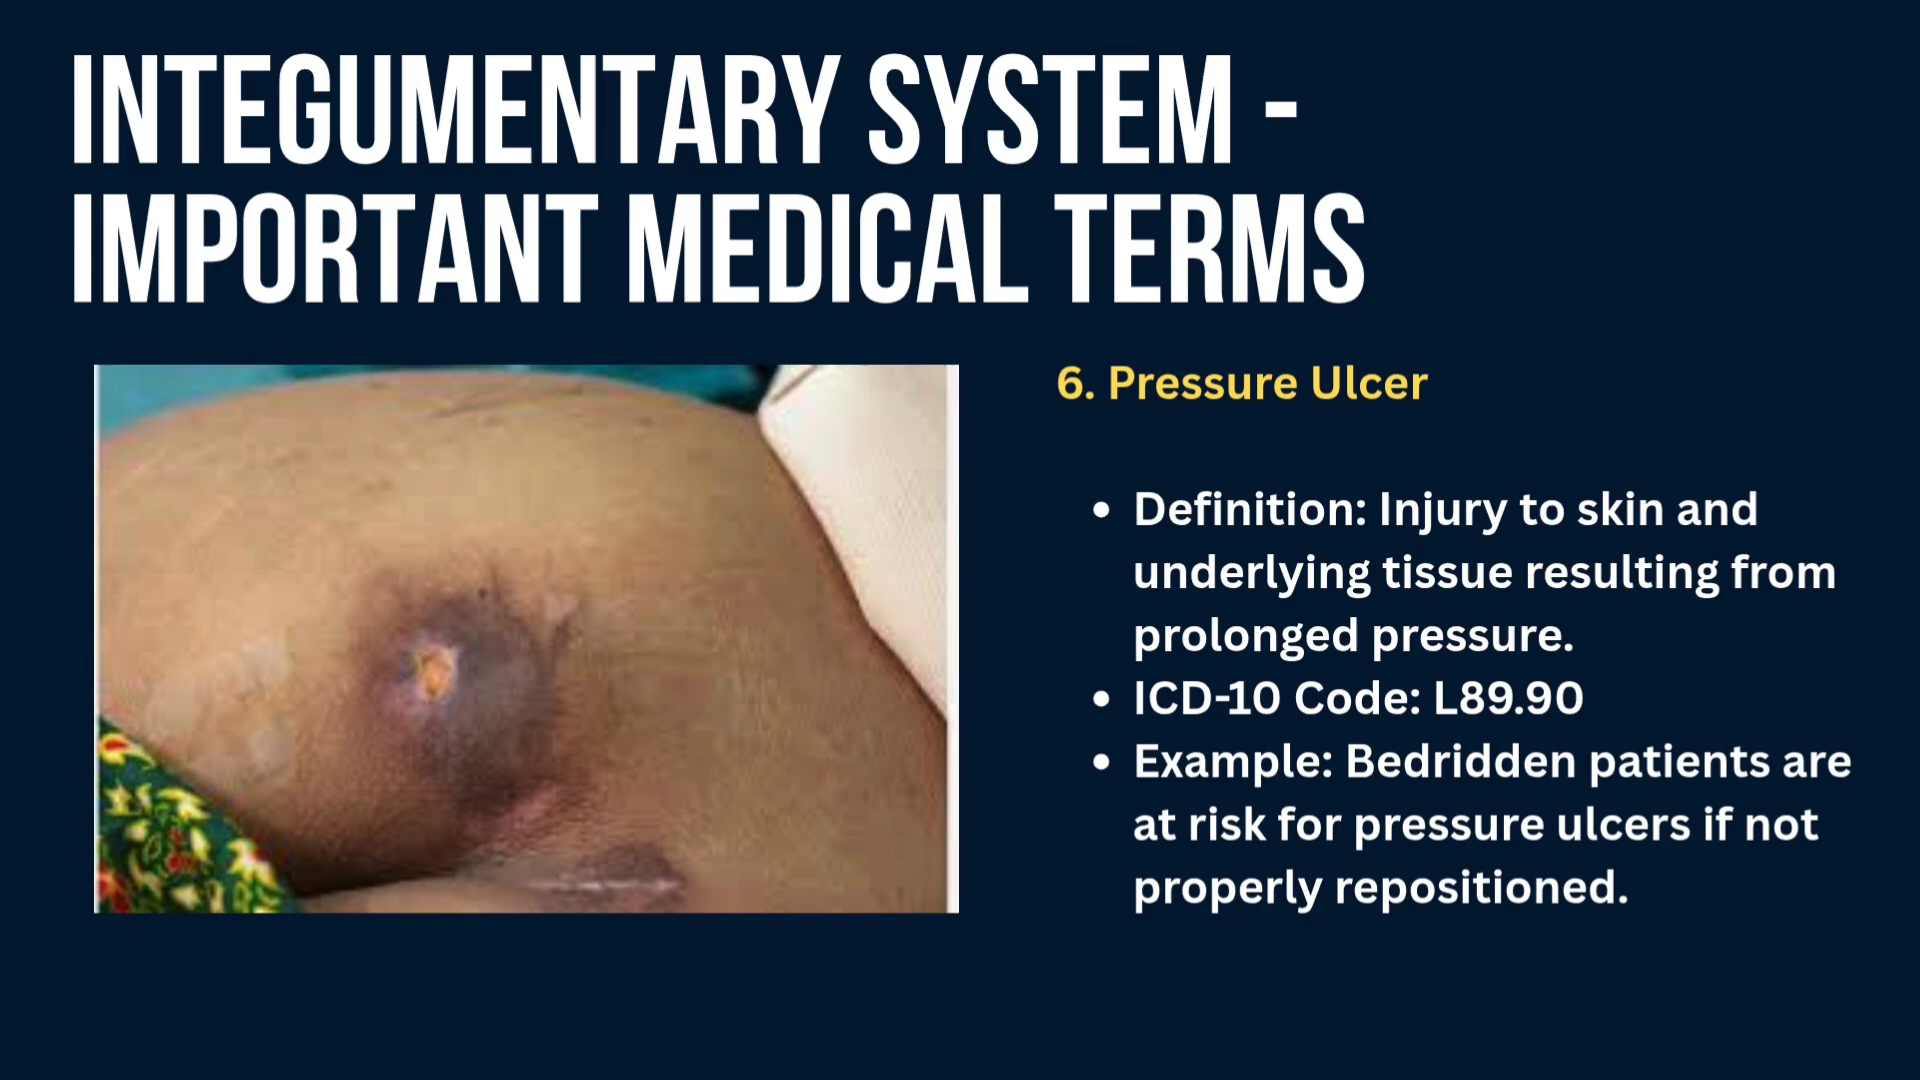 INTEGUMENTARY SYSTEM -
IMPORTANT MEDICAL TERMS
6. Pressure Ulcer
• Definition: Injury to skin and
underlying tissue resulting from
prolonged pressure.
• ICD-10 Code: L89.90
• Example: Bedridden patients are
at risk for pressure ulcers if not
properly repositioned.